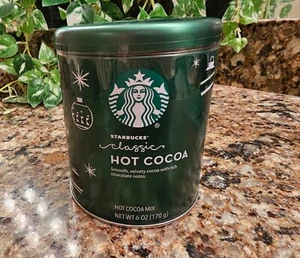 STARBUCKS®
classic
HOT COCOA
Smooth, velvety cocoa with rich
chocolate notes.
HOT COCOA MIX
NET WT 6 OZ (170 g)